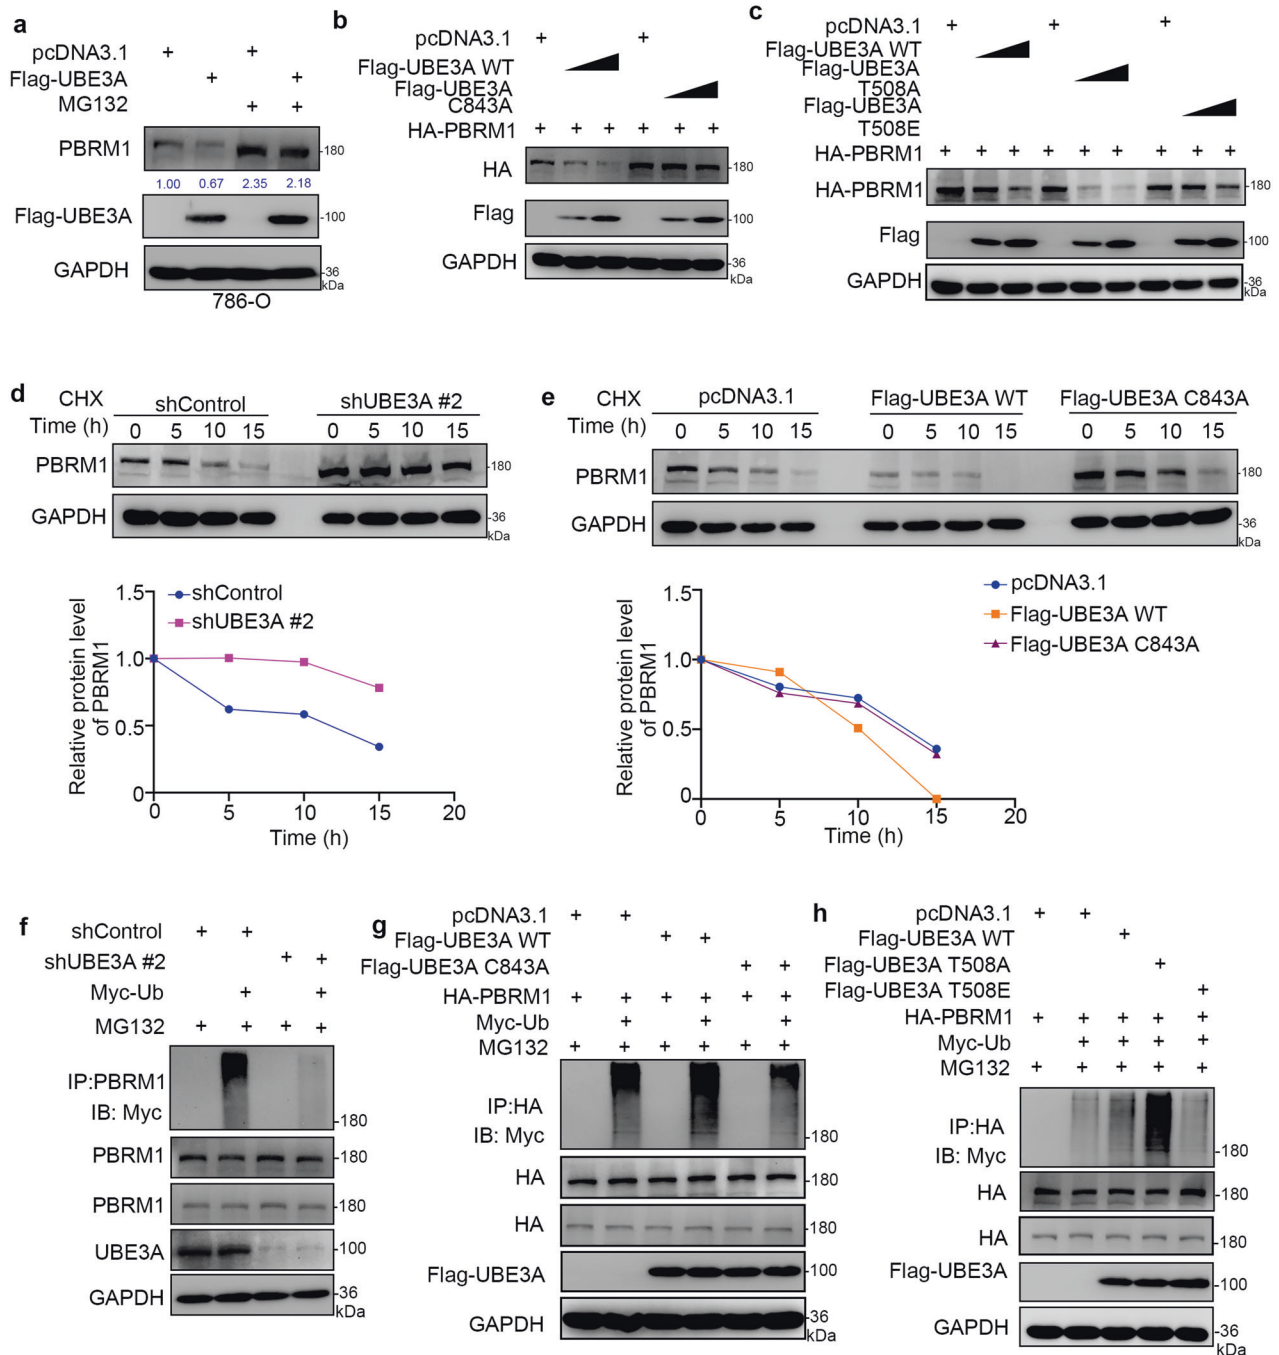 a
pcDNA3.1 + +
Flag-UBE3A + +
MG132 + +
PBRM1 -180
1.00 0.67 2.35 2.18
Flag-UBE3A -100
GAPDH -36
kDa
786-O
b
pcDNA3.1 + +
Flag-UBE3A WT
Flag-UBE3A
C843A
HA-PBRM1 + + + + + +
HA -180
Flag -100
GAPDH -36
kDa
c
pcDNA3.1 + + +
Flag-UBE3A WT
Flag-UBE3A
T508A
Flag-UBE3A
T508E
HA-PBRM1 + + + + + + + + +
HA-PBRM1 -180
Flag -100
GAPDH -36
kDa
d
CHX shControl shUBE3A #2
Time (h) 0 5 10 15 0 5 10 15
PBRM1 -180
GAPDH -36
kDa
shControl
shUBE3A #2
Relative protein level
of PBRM1
1.5
1.0
0.5
0
0 5 10 15 20
Time (h)
e
CHX pcDNA3.1 Flag-UBE3A WT Flag-UBE3A C843A
Time (h) 0 5 10 15 0 5 10 15 0 5 10 15
PBRM1 -180
GAPDH -36
kDa
pcDNA3.1
Flag-UBE3A WT
Flag-UBE3A C843A
Relative protein level
of PBRM1
1.5
1.0
0.5
0
0 5 10 15 20
Time (h)
f
shControl + +
shUBE3A #2 + +
Myc-Ub + +
MG132 + + + +
IP:PBRM1
IB: Myc -180
PBRM1 -180
PBRM1 -180
UBE3A -100
GAPDH -36
kDa
g
pcDNA3.1 + +
Flag-UBE3A WT + +
Flag-UBE3A C843A + +
HA-PBRM1 + + + + + +
Myc-Ub + + +
MG132 + + + + + +
IP:HA
IB: Myc -180
HA -180
HA -180
Flag-UBE3A -100
GAPDH -36
kDa
h
pcDNA3.1 + +
Flag-UBE3A WT +
Flag-UBE3A T508A +
Flag-UBE3A T508E +
HA-PBRM1 + + + + +
Myc-Ub + + + +
MG132 + + + + +
IP:HA
IB: Myc -180
HA -180
HA -180
Flag-UBE3A -100
GAPDH -36
kDa